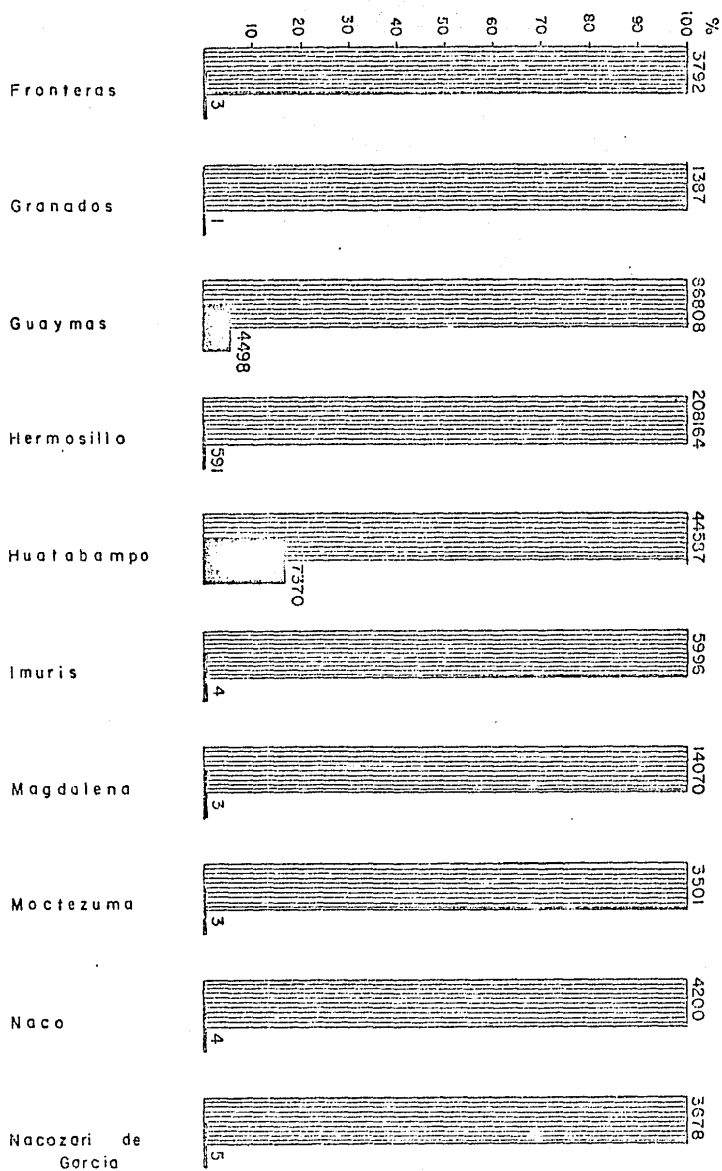 %
10 20 30 40 50 60 70 80 90 100
Fronteras
3792
3
Granados
1387
1
Guaymas
36808
4498
Hermosillo
208164
591
Huatabampo
44537
7370
Imuris
5996
4
Magdalena
14070
3
Moctezuma
3501
3
Naco
4200
4
Nacozari de
Garcia
3678
5